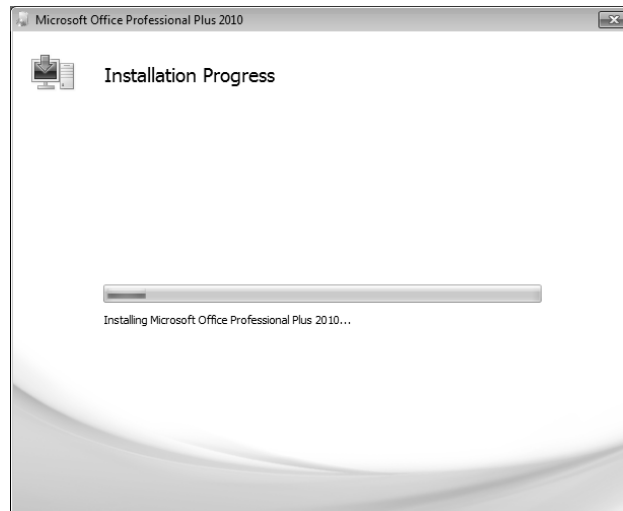 Microsoft Office Professional Plus 2010
Installation Progress
Installing Microsoft Office Professional Plus 2010...